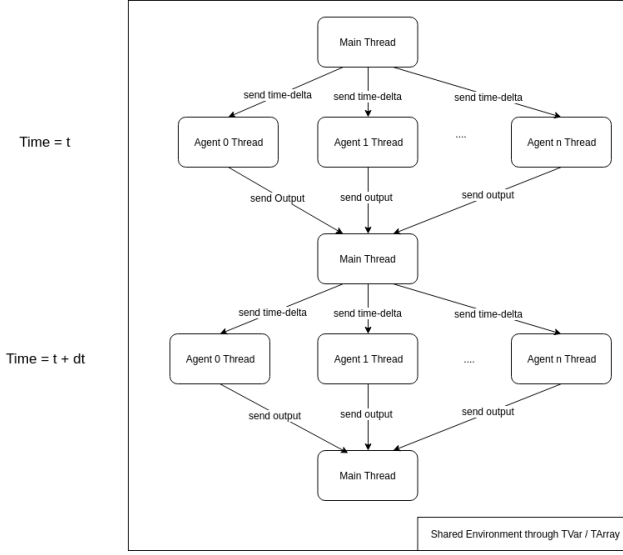 Main Thread
send time-delta
send time-delta
send time-delta
Time = t
Agent 0 Thread
Agent 1 Thread
....
Agent n Thread
send Output
send output
send output
Main Thread
send time-delta
send time-delta
send time-delta
Time = t + dt
Agent 0 Thread
Agent 1 Thread
....
Agent n Thread
send output
send output
send output
Main Thread
Shared Environment through TVar / TArray